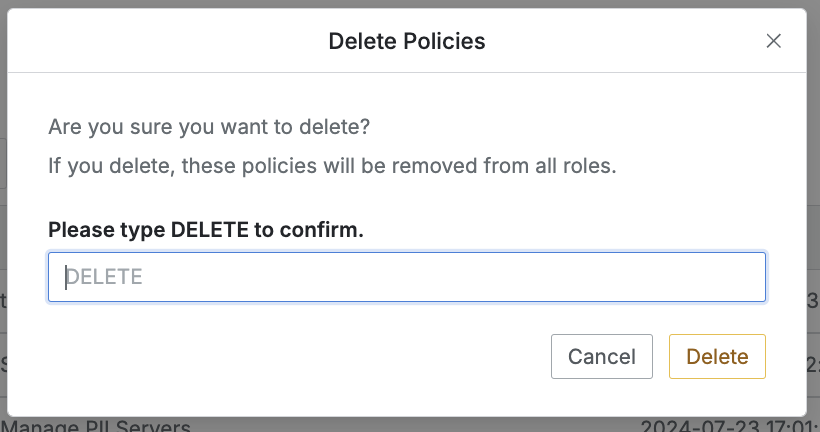 Delete Policies
Are you sure you want to delete?
If you delete, these policies will be removed from all roles.
Please type DELETE to confirm.
DELETE
Cancel
Delete
Manage PII Servers
2024-07-23 17:01: